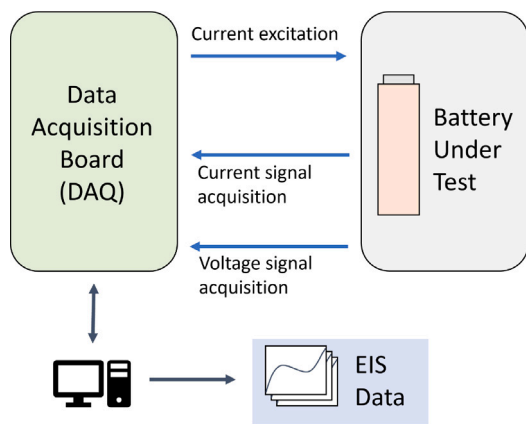 Current excitation
Data
Acquisition
Board
(DAQ)
Battery
Under
Test
Current signal
acquisition
Voltage signal
acquisition
EIS
Data